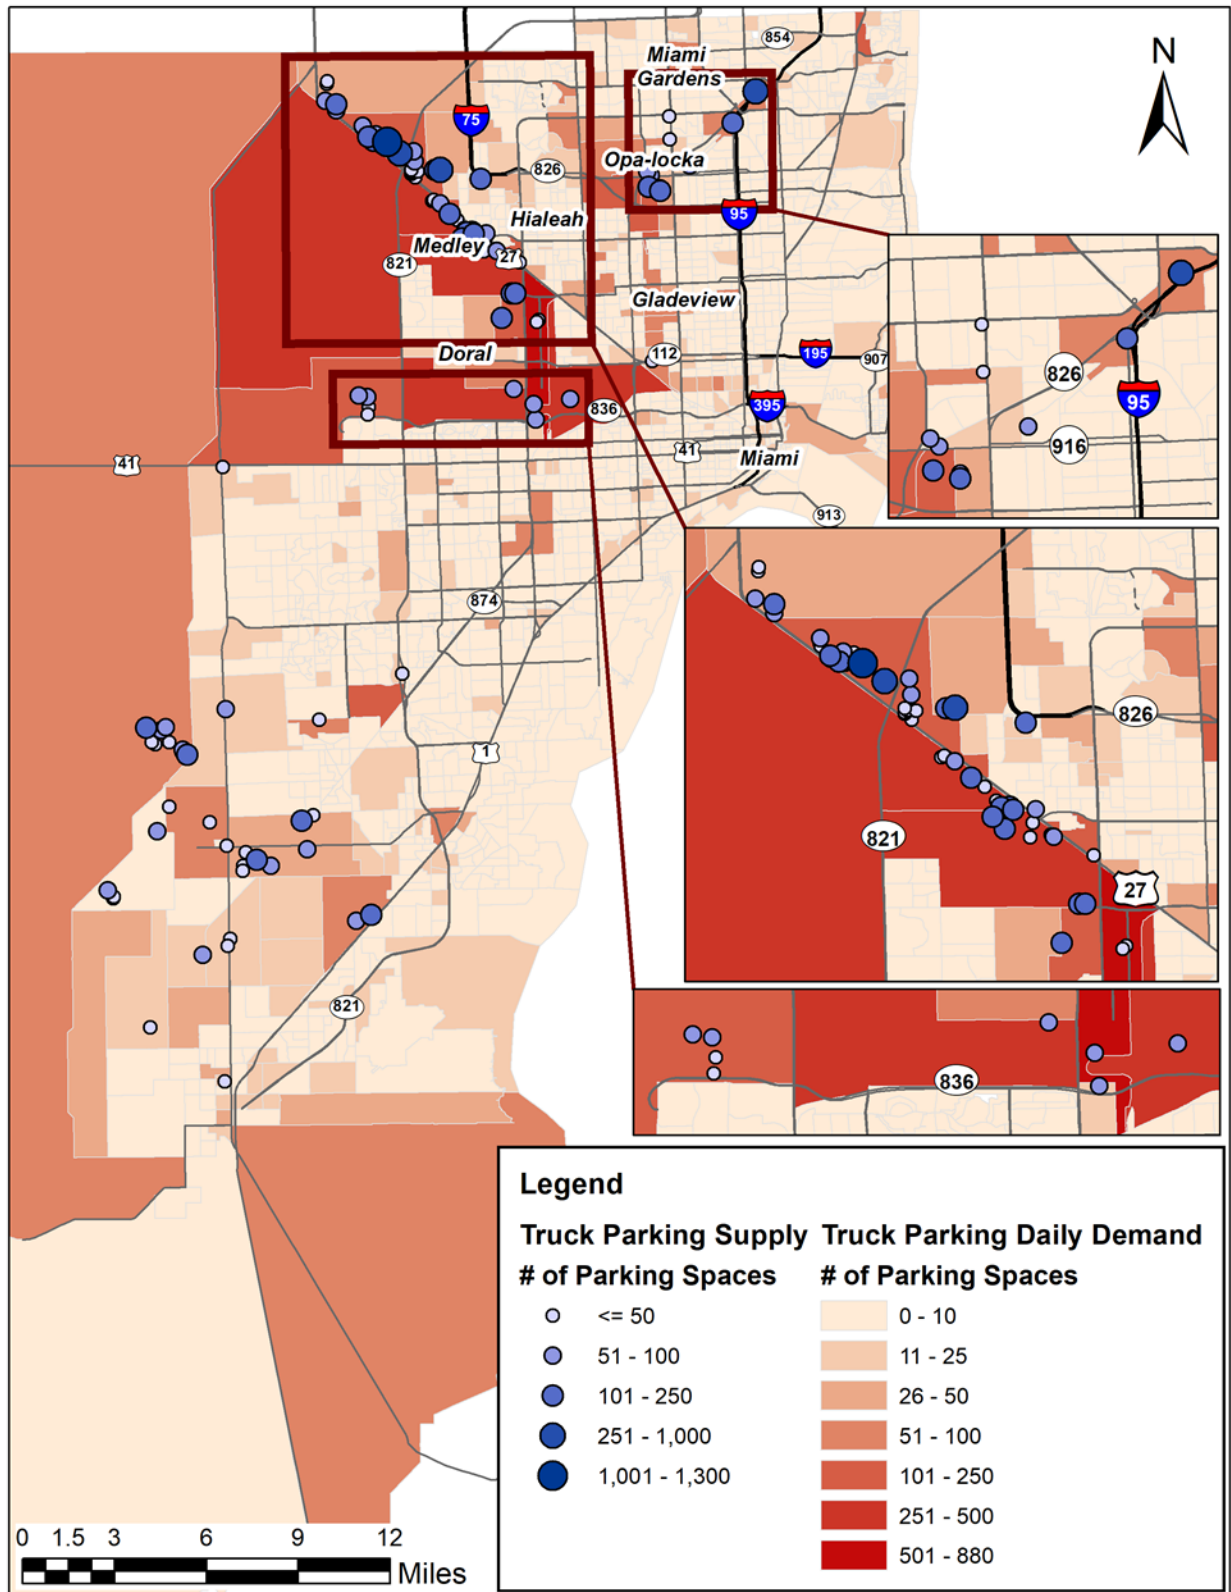 854
N
Miami
Gardens
75
Opa-locka
826
95
Hialeah
Medley
821
27
Gladeview
Doral
112
195
907
395
836
41
41
Miami
913
826
95
916
874
826
821
27
1
821
836
Legend
Truck Parking Supply
# of Parking Spaces
<= 50
51 - 100
101 - 250
251 - 1,000
1,001 - 1,300
Truck Parking Daily Demand
# of Parking Spaces
0 - 10
11 - 25
26 - 50
51 - 100
101 - 250
251 - 500
501 - 880
0 1.5 3 6 9 12
Miles